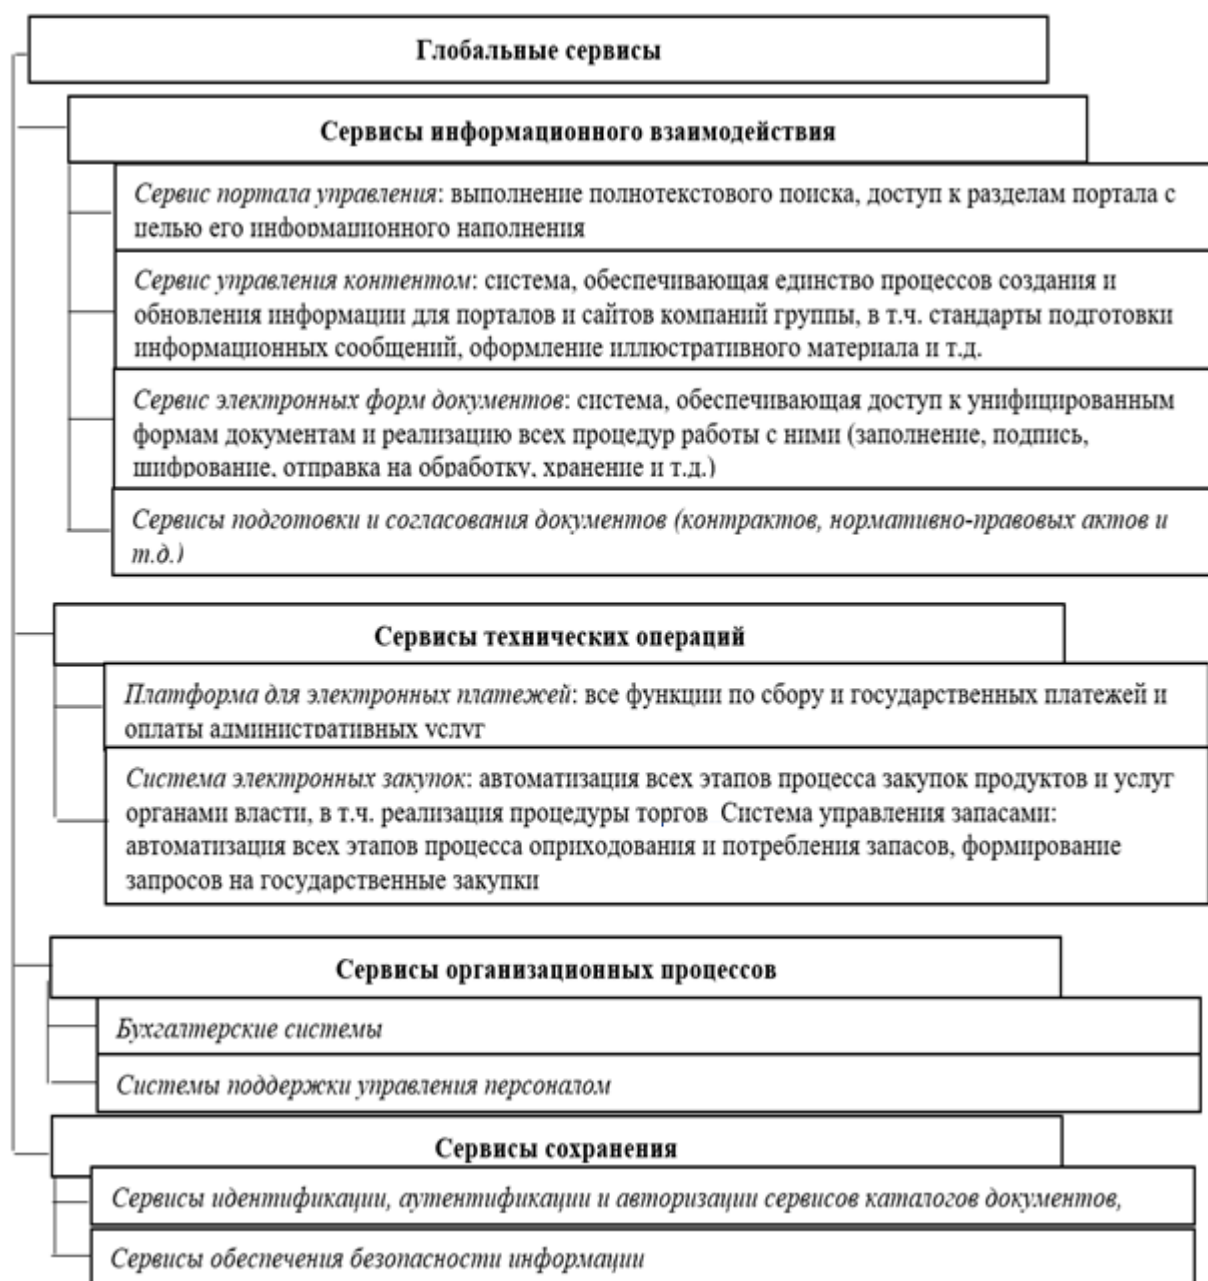 Глобальные сервисы
Сервисы информационного взаимодействия
Сервис портала управления: выполнение полнотекстового поиска, доступ к разделам портала с
целью его информационного наполнения
Сервис управления контентом: система, обеспечивающая единство процессов создания и
обновления информации для порталов и сайтов компаний группы, в т.ч. стандарты подготовки
информационных сообщений, оформление иллюстративного материала и т.д.
Сервис электронных форм документов: система, обеспечивающая доступ к унифицированным
формам документам и реализацию всех процедур работы с ними (заполнение, подпись,
шифрование, отправка на обработку, хранение и т.д.)
Сервисы подготовки и согласования документов (контрактов, нормативно-правовых актов и
т.д.)
Сервисы технических операций
Платформа для электронных платежей: все функции по сбору и государственных платежей и
оплаты административных услуг
Система электронных закупок: автоматизация всех этапов процесса закупок продуктов и услуг
органами власти, в т.ч. реализация процедуры торгов Система управления запасами:
автоматизация всех этапов процесса оприходования и потребления запасов, формирование
запросов на государственные закупки
Сервисы организационных процессов
Бухгалтерские системы
Системы поддержки управления персоналом
Сервисы сохранения
Сервисы идентификации, аутентификации и авторизации сервисов каталогов документов,
Сервисы обеспечения безопасности информации